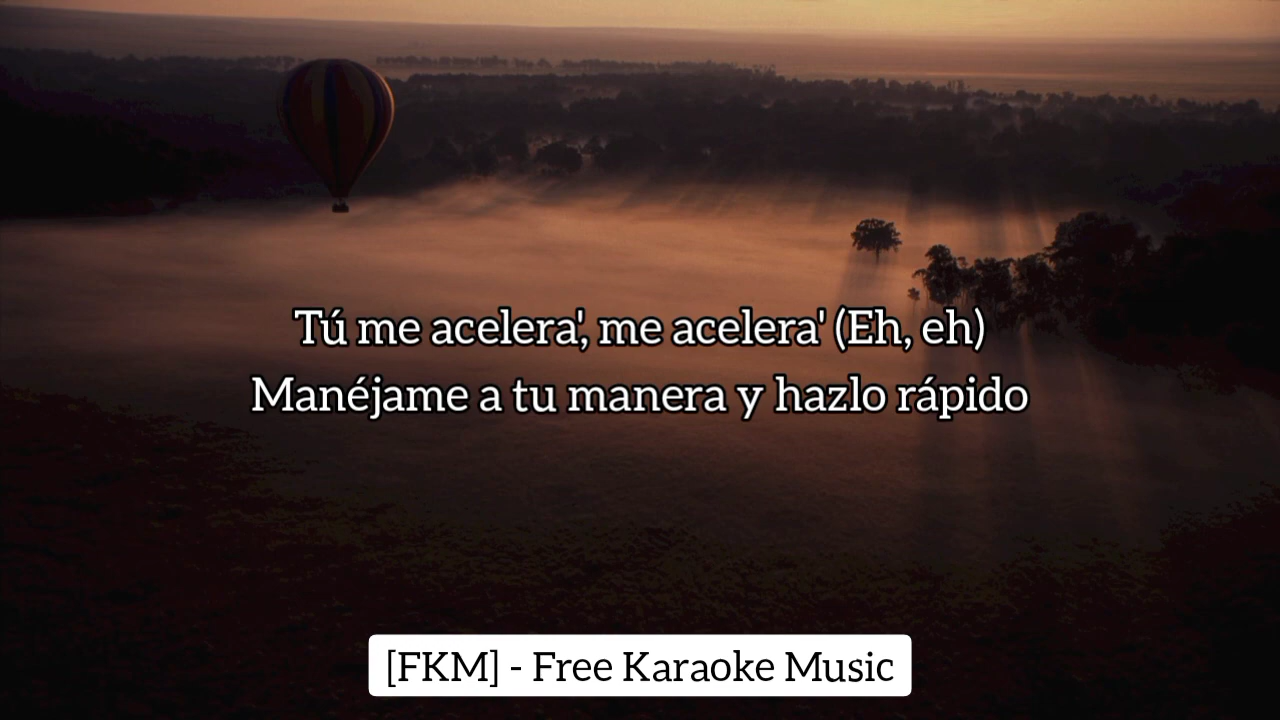 Tú me acelera', me acelera' (Eh, eh)
Manéjame a tu manera y hazlo rápido
[FKM] - Free Karaoke Music